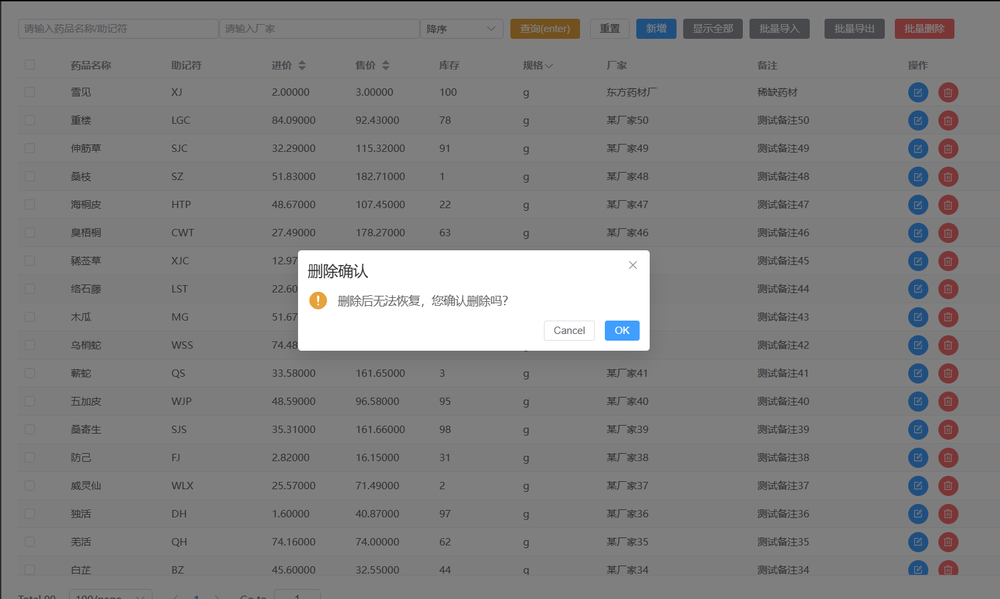 请输入药品名称/助记符 请输入厂家 降序 查询(enter) 重置 新增 显示全部 批量导入 批量导出 批量删除
药品名称 助记符 进价 售价 库存 规格 厂家 备注 操作
雪见 XJ 2.00000 3.00000 100 g 东方药材厂 稀缺药材
重楼 LGC 84.09000 92.43000 78 g 某厂家50 测试备注50
伸筋草 SJC 32.29000 115.32000 91 g 某厂家49 测试备注49
桑枝 SZ 51.83000 182.71000 1 g 某厂家48 测试备注48
海桐皮 HTP 48.67000 107.45000 22 g 某厂家47 测试备注47
臭梧桐 CWT 27.49000 178.27000 63 g 某厂家46 测试备注46
豨莶草 XJC 12.97 测试备注45
络石藤 LST 22.60 测试备注44
木瓜 MG 51.67 测试备注43
乌梢蛇 WSS 74.48 测试备注42
删除确认
删除后无法恢复，您确认删除吗?
Cancel OK
蕲蛇 QS 33.58000 161.65000 3 g 某厂家41 测试备注41
五加皮 WJP 48.59000 96.58000 95 g 某厂家40 测试备注40
桑寄生 SJS 35.31000 161.66000 98 g 某厂家39 测试备注39
防己 FJ 2.82000 16.15000 31 g 某厂家38 测试备注38
威灵仙 WLX 25.57000 71.49000 2 g 某厂家37 测试备注37
独活 DH 1.60000 40.87000 97 g 某厂家36 测试备注36
羌活 QH 74.16000 74.00000 62 g 某厂家35 测试备注35
白芷 BZ 45.60000 32.55000 44 g 某厂家34 测试备注34
Total 99 100/page 1 Go to 1